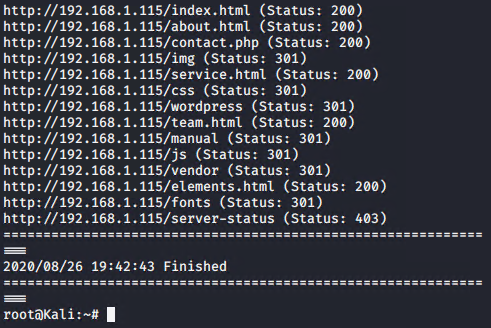 http://192.168.1.115/index.html (Status: 200)
http://192.168.1.115/about.html (Status: 200)
http://192.168.1.115/contact.php (Status: 200)
http://192.168.1.115/img (Status: 301)
http://192.168.1.115/service.html (Status: 200)
http://192.168.1.115/css (Status: 301)
http://192.168.1.115/wordpress (Status: 301)
http://192.168.1.115/team.html (Status: 200)
http://192.168.1.115/manual (Status: 301)
http://192.168.1.115/js (Status: 301)
http://192.168.1.115/vendor (Status: 301)
http://192.168.1.115/elements.html (Status: 200)
http://192.168.1.115/fonts (Status: 301)
http://192.168.1.115/server-status (Status: 403)
============================================================
===
2020/08/26 19:42:43 Finished
============================================================
===
root@Kali:~#